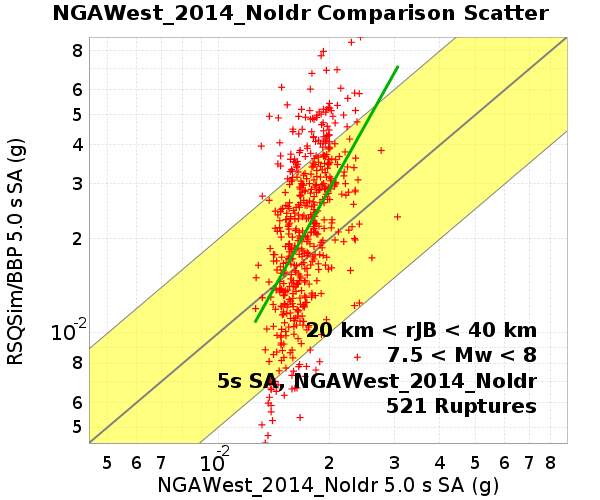 NGAWest_2014_NoIdr Comparison Scatter
RSQSim/BBP 5.0 s SA (g)
8
6
5
4
3
2
10-2
8
6
5
20 km < rJB < 40 km
7.5 < Mw < 8
5s SA, NGAWest_2014_NoIdr
521 Ruptures
5 6 7 10-2 2 3 4 5 6 7 8
NGAWest_2014_NoIdr 5.0 s SA (g)